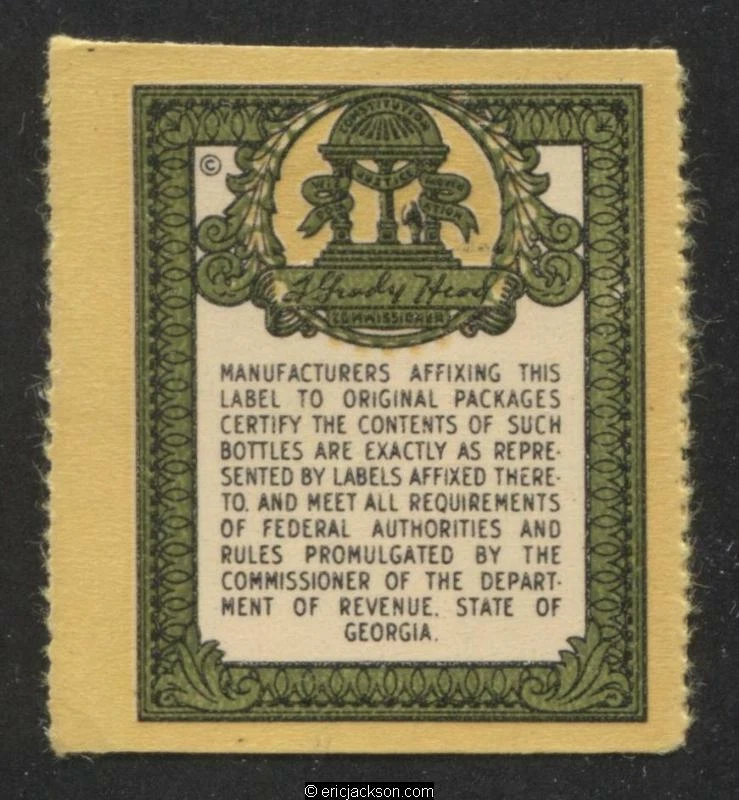 CONSTITUTION
©
WISDOM JUSTICE MODERATION
T Grady Head
COMMISSIONER
MANUFACTURERS AFFIXING THIS
LABEL TO ORIGINAL PACKAGES
CERTIFY THE CONTENTS OF SUCH
BOTTLES ARE EXACTLY AS REPRE-
SENTED BY LABELS AFFIXED THERE-
TO, AND MEET ALL REQUIREMENTS
OF FEDERAL AUTHORITIES AND
RULES PROMULGATED BY THE
COMMISSIONER OF THE DEPART-
MENT OF REVENUE, STATE OF
GEORGIA.
© ericjackson.com